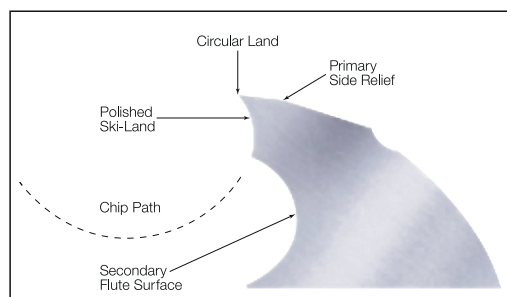 Circular Land
Primary
Side Relief
Polished
Ski-Land
Chip Path
Secondary
Flute Surface